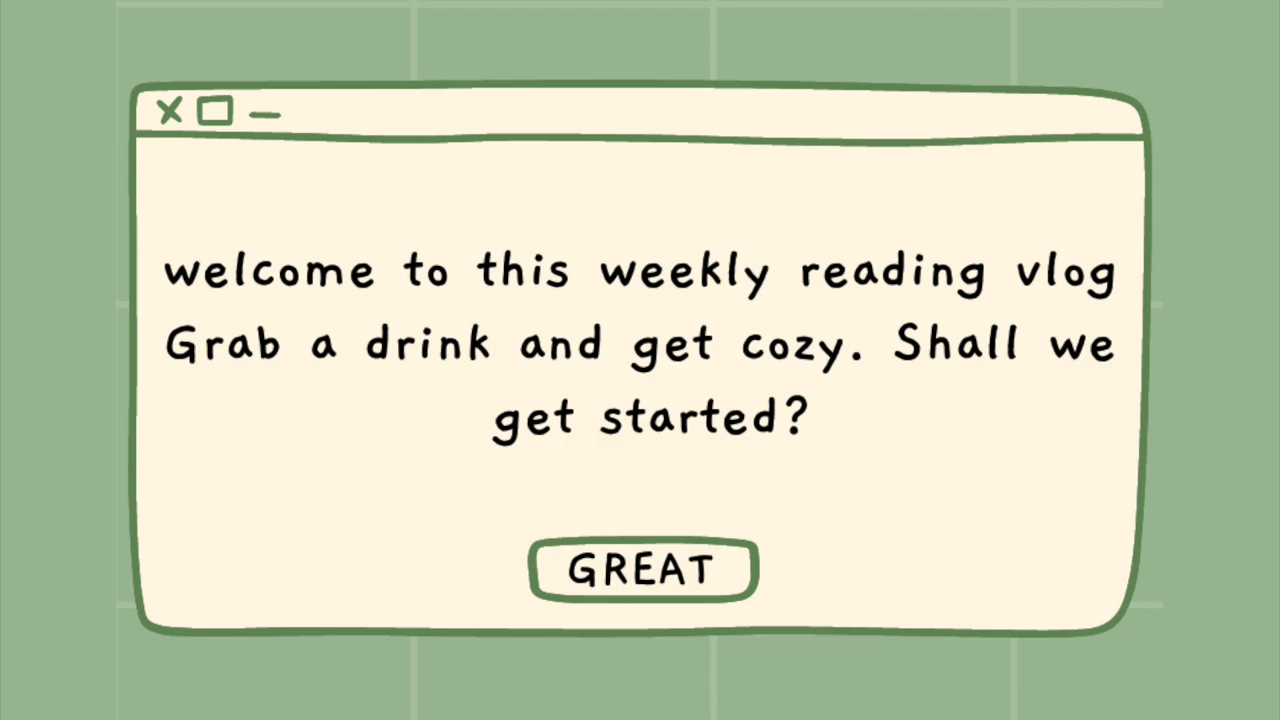 welcome to this weekly reading vlog
Grab a drink and get cozy. Shall we
get started?
GREAT